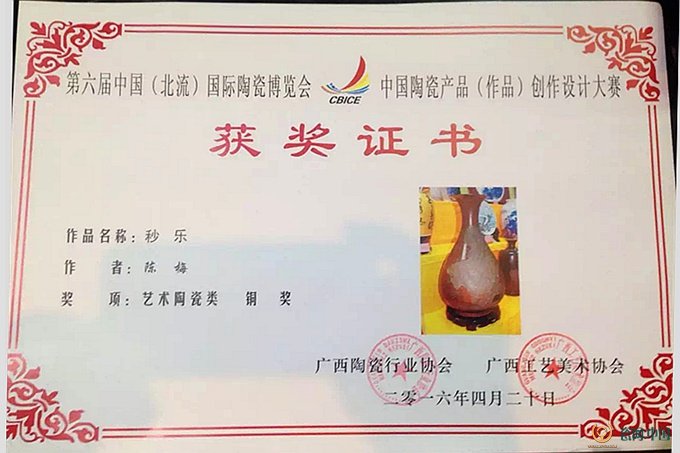 第六届中国（北流）国际陶瓷博览会 CBICE 中国陶瓷产品（作品）创作设计大赛
获奖证书
作品名称：秒乐
作 者：陈梅
奖 项：艺术陶瓷类 铜奖
广西陶瓷行业协会 广西工艺美术协会
二零一六年四月二十日